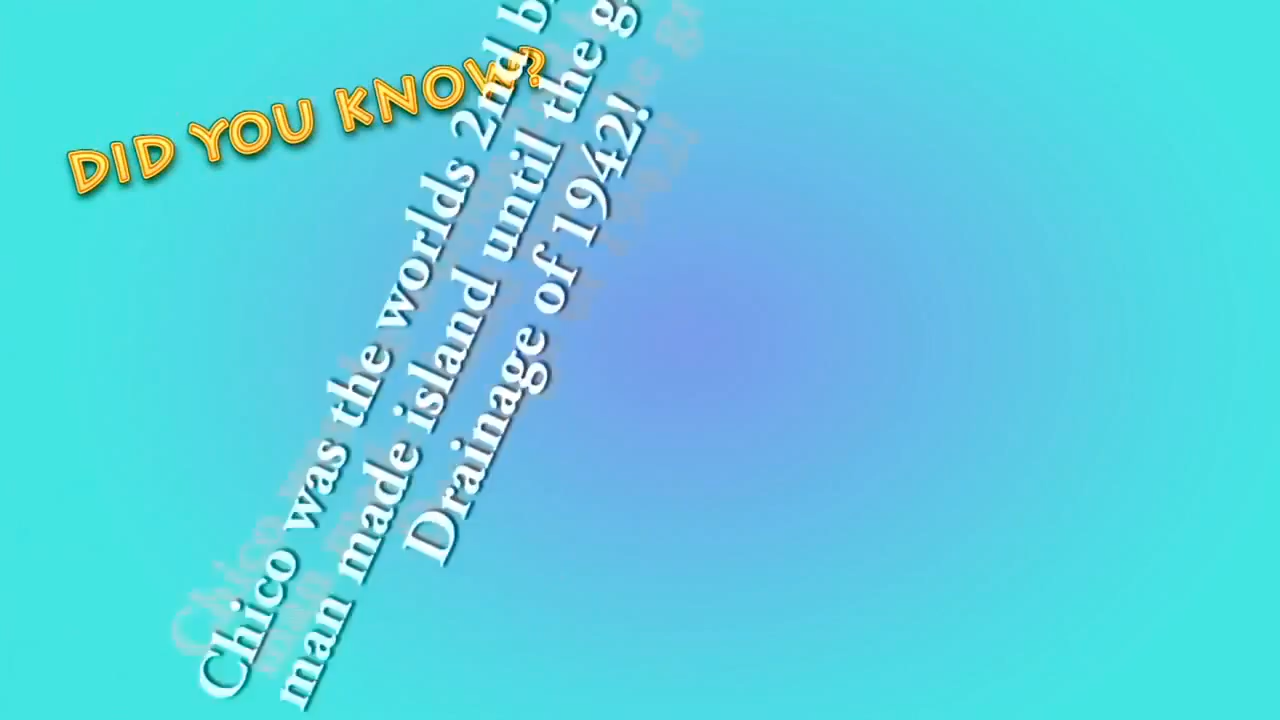 DID YOU KNOW?
Chico was the worlds 2nd
man made island until the
Drainage of 1942!